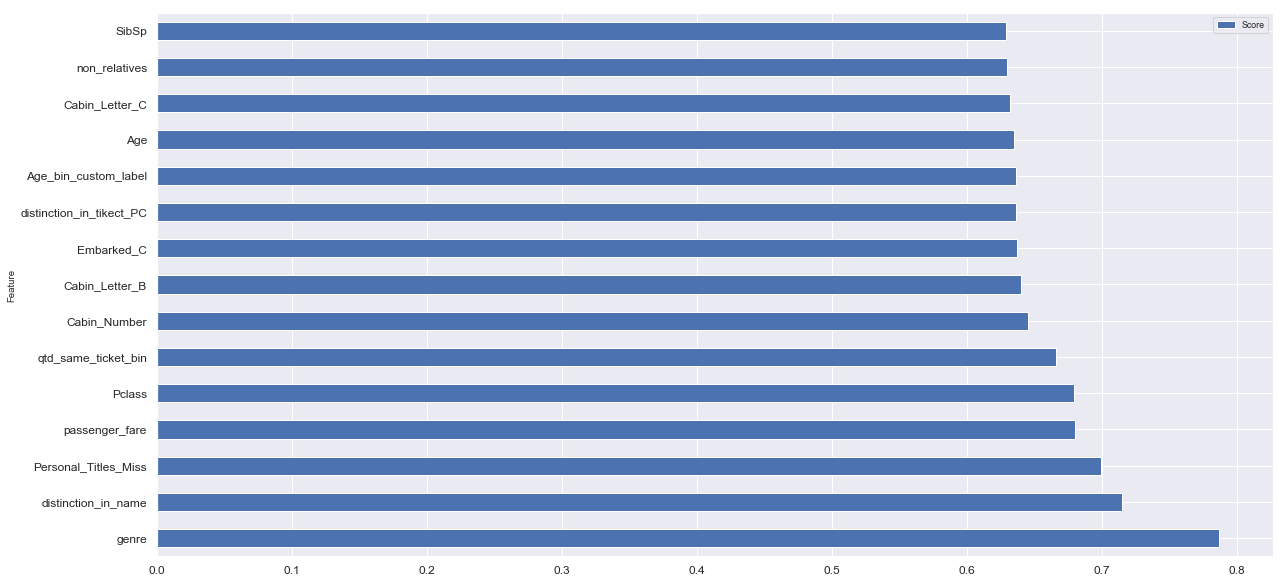 Score
SibSp
non_relatives
Cabin_Letter_C
Age
Age_bin_custom_label
distinction_in_tikect_PC
Embarked_C
Cabin_Letter_B
Cabin_Number
qtd_same_ticket_bin
Pclass
passenger_fare
Personal_Titles_Miss
distinction_in_name
genre
Feature
0.0 0.1 0.2 0.3 0.4 0.5 0.6 0.7 0.8